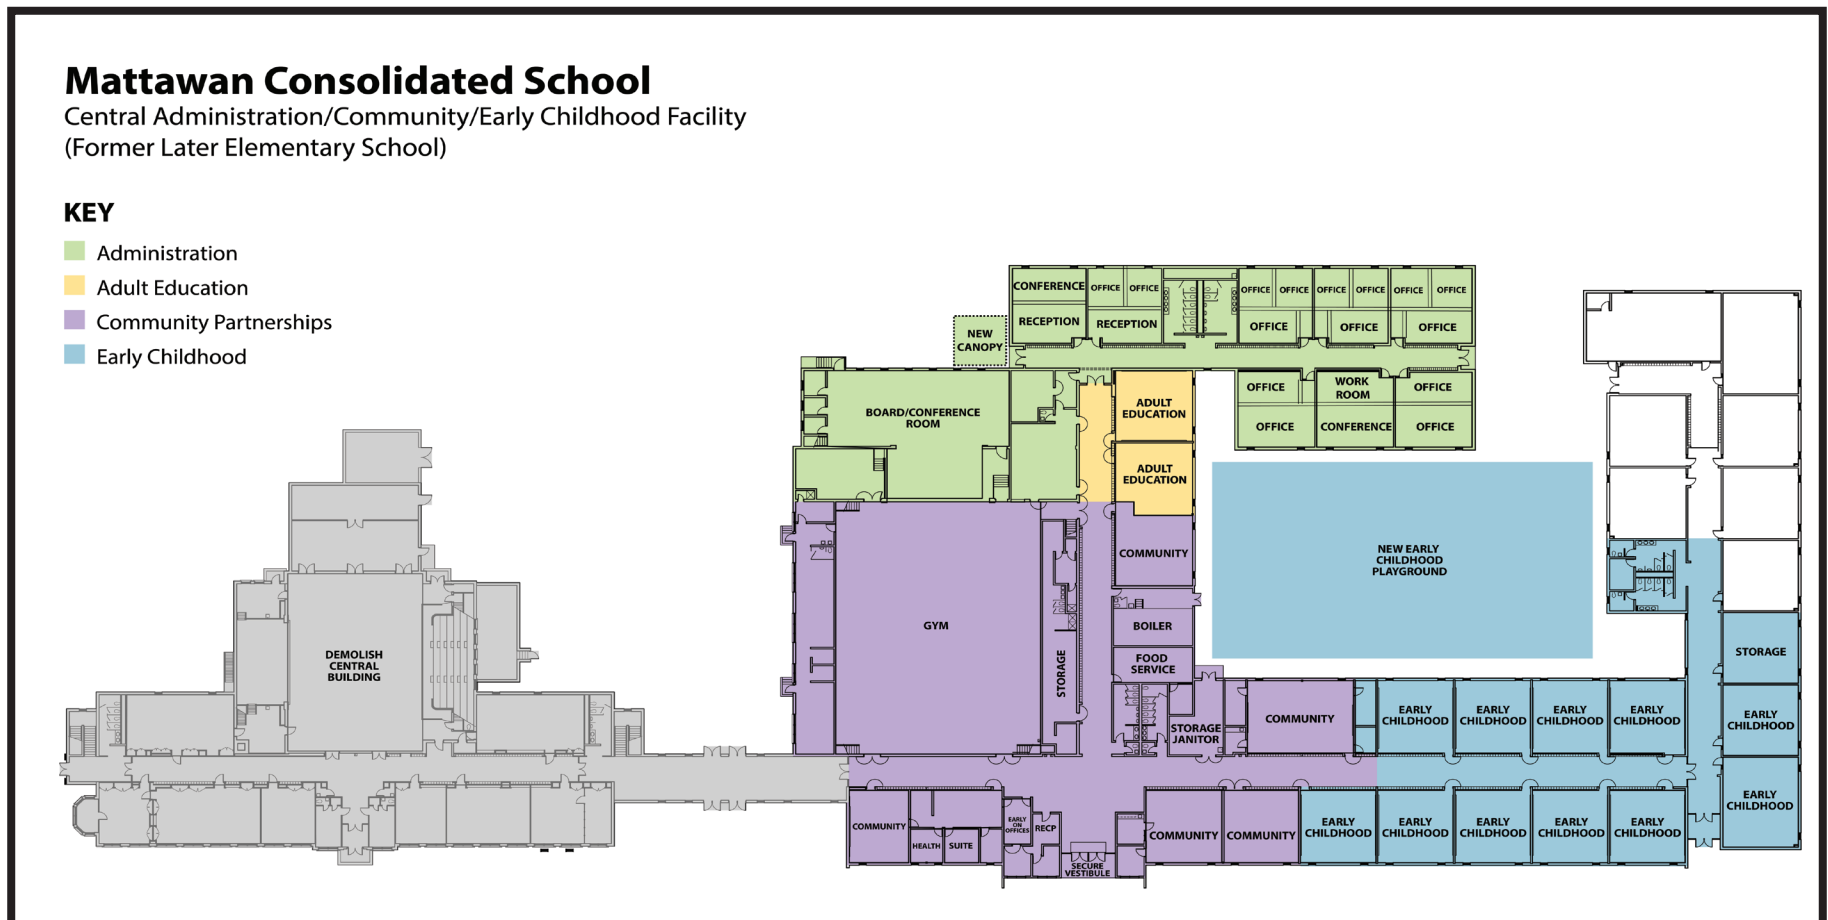 Mattawan Consolidated School
Central Administration/Community/Early Childhood Facility
(Former Later Elementary School)
KEY
Administration
Adult Education
Community Partnerships
Early Childhood
CONFERENCE
OFFICE
OFFICE
OFFICE
OFFICE
OFFICE
OFFICE
OFFICE
OFFICE
RECEPTION
RECEPTION
OFFICE
OFFICE
OFFICE
NEW
CANOPY
OFFICE
WORK
ROOM
OFFICE
OFFICE
CONFERENCE
OFFICE
BOARD/CONFERENCE
ROOM
ADULT
EDUCATION
ADULT
EDUCATION
COMMUNITY
NEW EARLY
CHILDHOOD
PLAYGROUND
GYM
BOILER
FOOD
SERVICE
STORAGE
STORAGE
JANITOR
COMMUNITY
EARLY
CHILDHOOD
EARLY
CHILDHOOD
EARLY
CHILDHOOD
EARLY
CHILDHOOD
STORAGE
EARLY
CHILDHOOD
EARLY
CHILDHOOD
DEMOLISH
CENTRAL
BUILDING
COMMUNITY
HEALTH
SUITE
EARLY
ON
OFFICES
RECP
SECURE
VESTIBULE
COMMUNITY
COMMUNITY
EARLY
CHILDHOOD
EARLY
CHILDHOOD
EARLY
CHILDHOOD
EARLY
CHILDHOOD
EARLY
CHILDHOOD